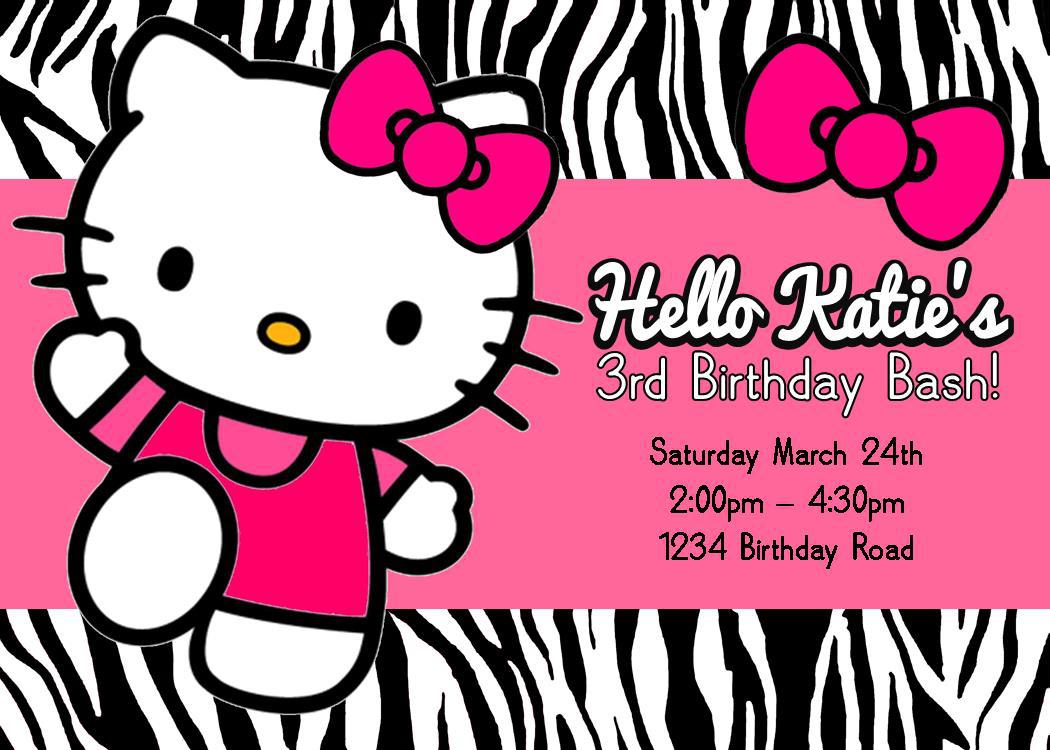 Hello Katie's
3rd Birthday Bash!
Saturday March 24th
2:00pm – 4:30pm
1234 Birthday Road